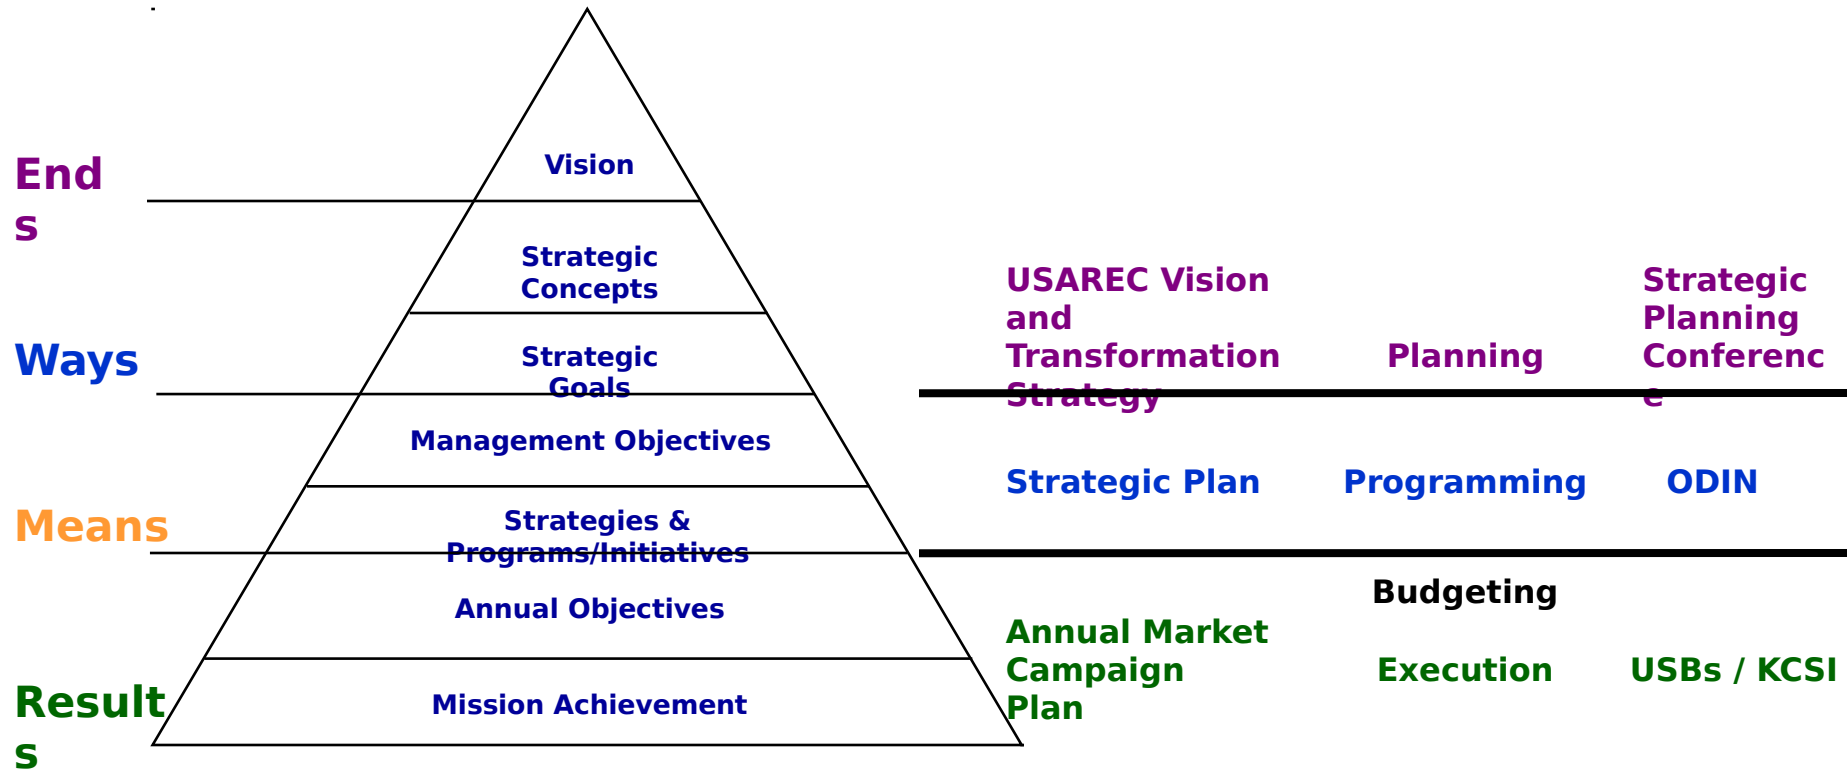 End
s
Ways
Means
Result
s
Vision
Strategic
Concepts
Strategic
Goals
Management Objectives
Strategies &
Programs/Initiatives
Annual Objectives
Mission Achievement
USAREC Vision
and
Transformation
Strategy
Planning
Strategic
Planning
Conferenc
e
Strategic Plan
Programming
ODIN
Budgeting
Annual Market
Campaign
Plan
Execution
USBs / KCSI